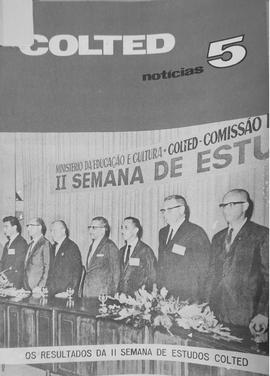 COLTED
notícias 5
MINISTÉRIO DA EDUCAÇÃO E CULTURA - COLTED - COMISSÃO
II SEMANA DE ESTU
OS RESULTADOS DA II SEMANA DE ESTUDOS COLTED